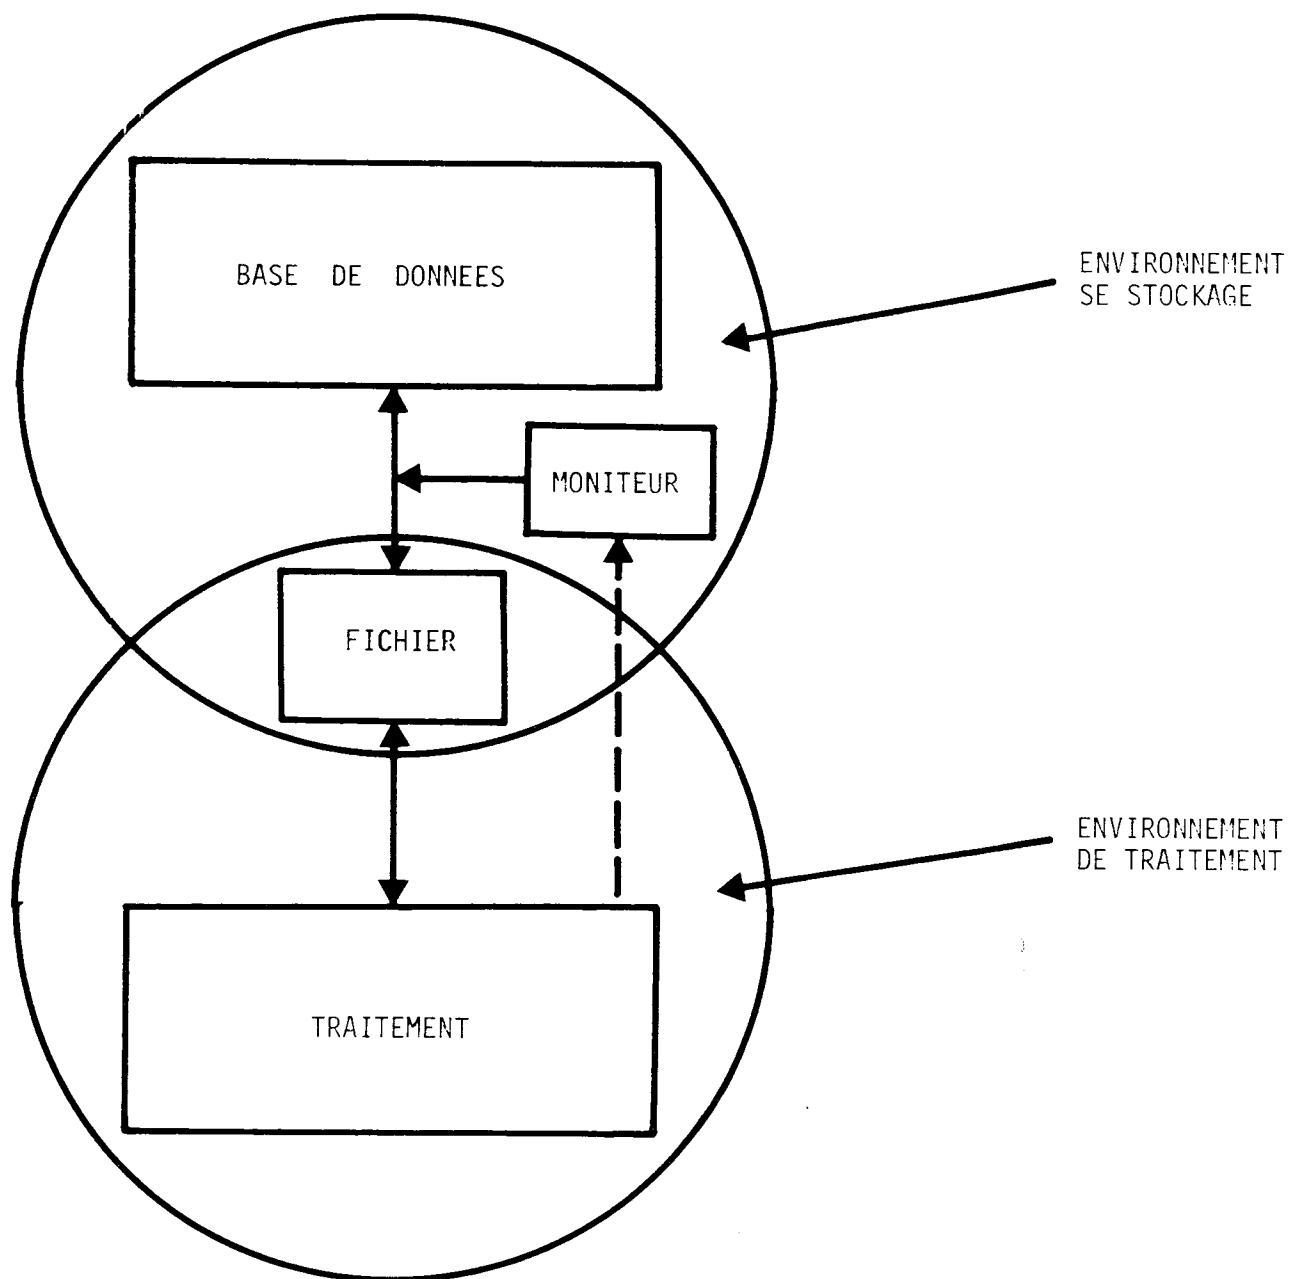 BASE DE DONNEES
ENVIRONNEMENT
SE STOCKAGE
MONITEUR
FICHIER
ENVIRONNEMENT
DE TRAITEMENT
TRAITEMENT